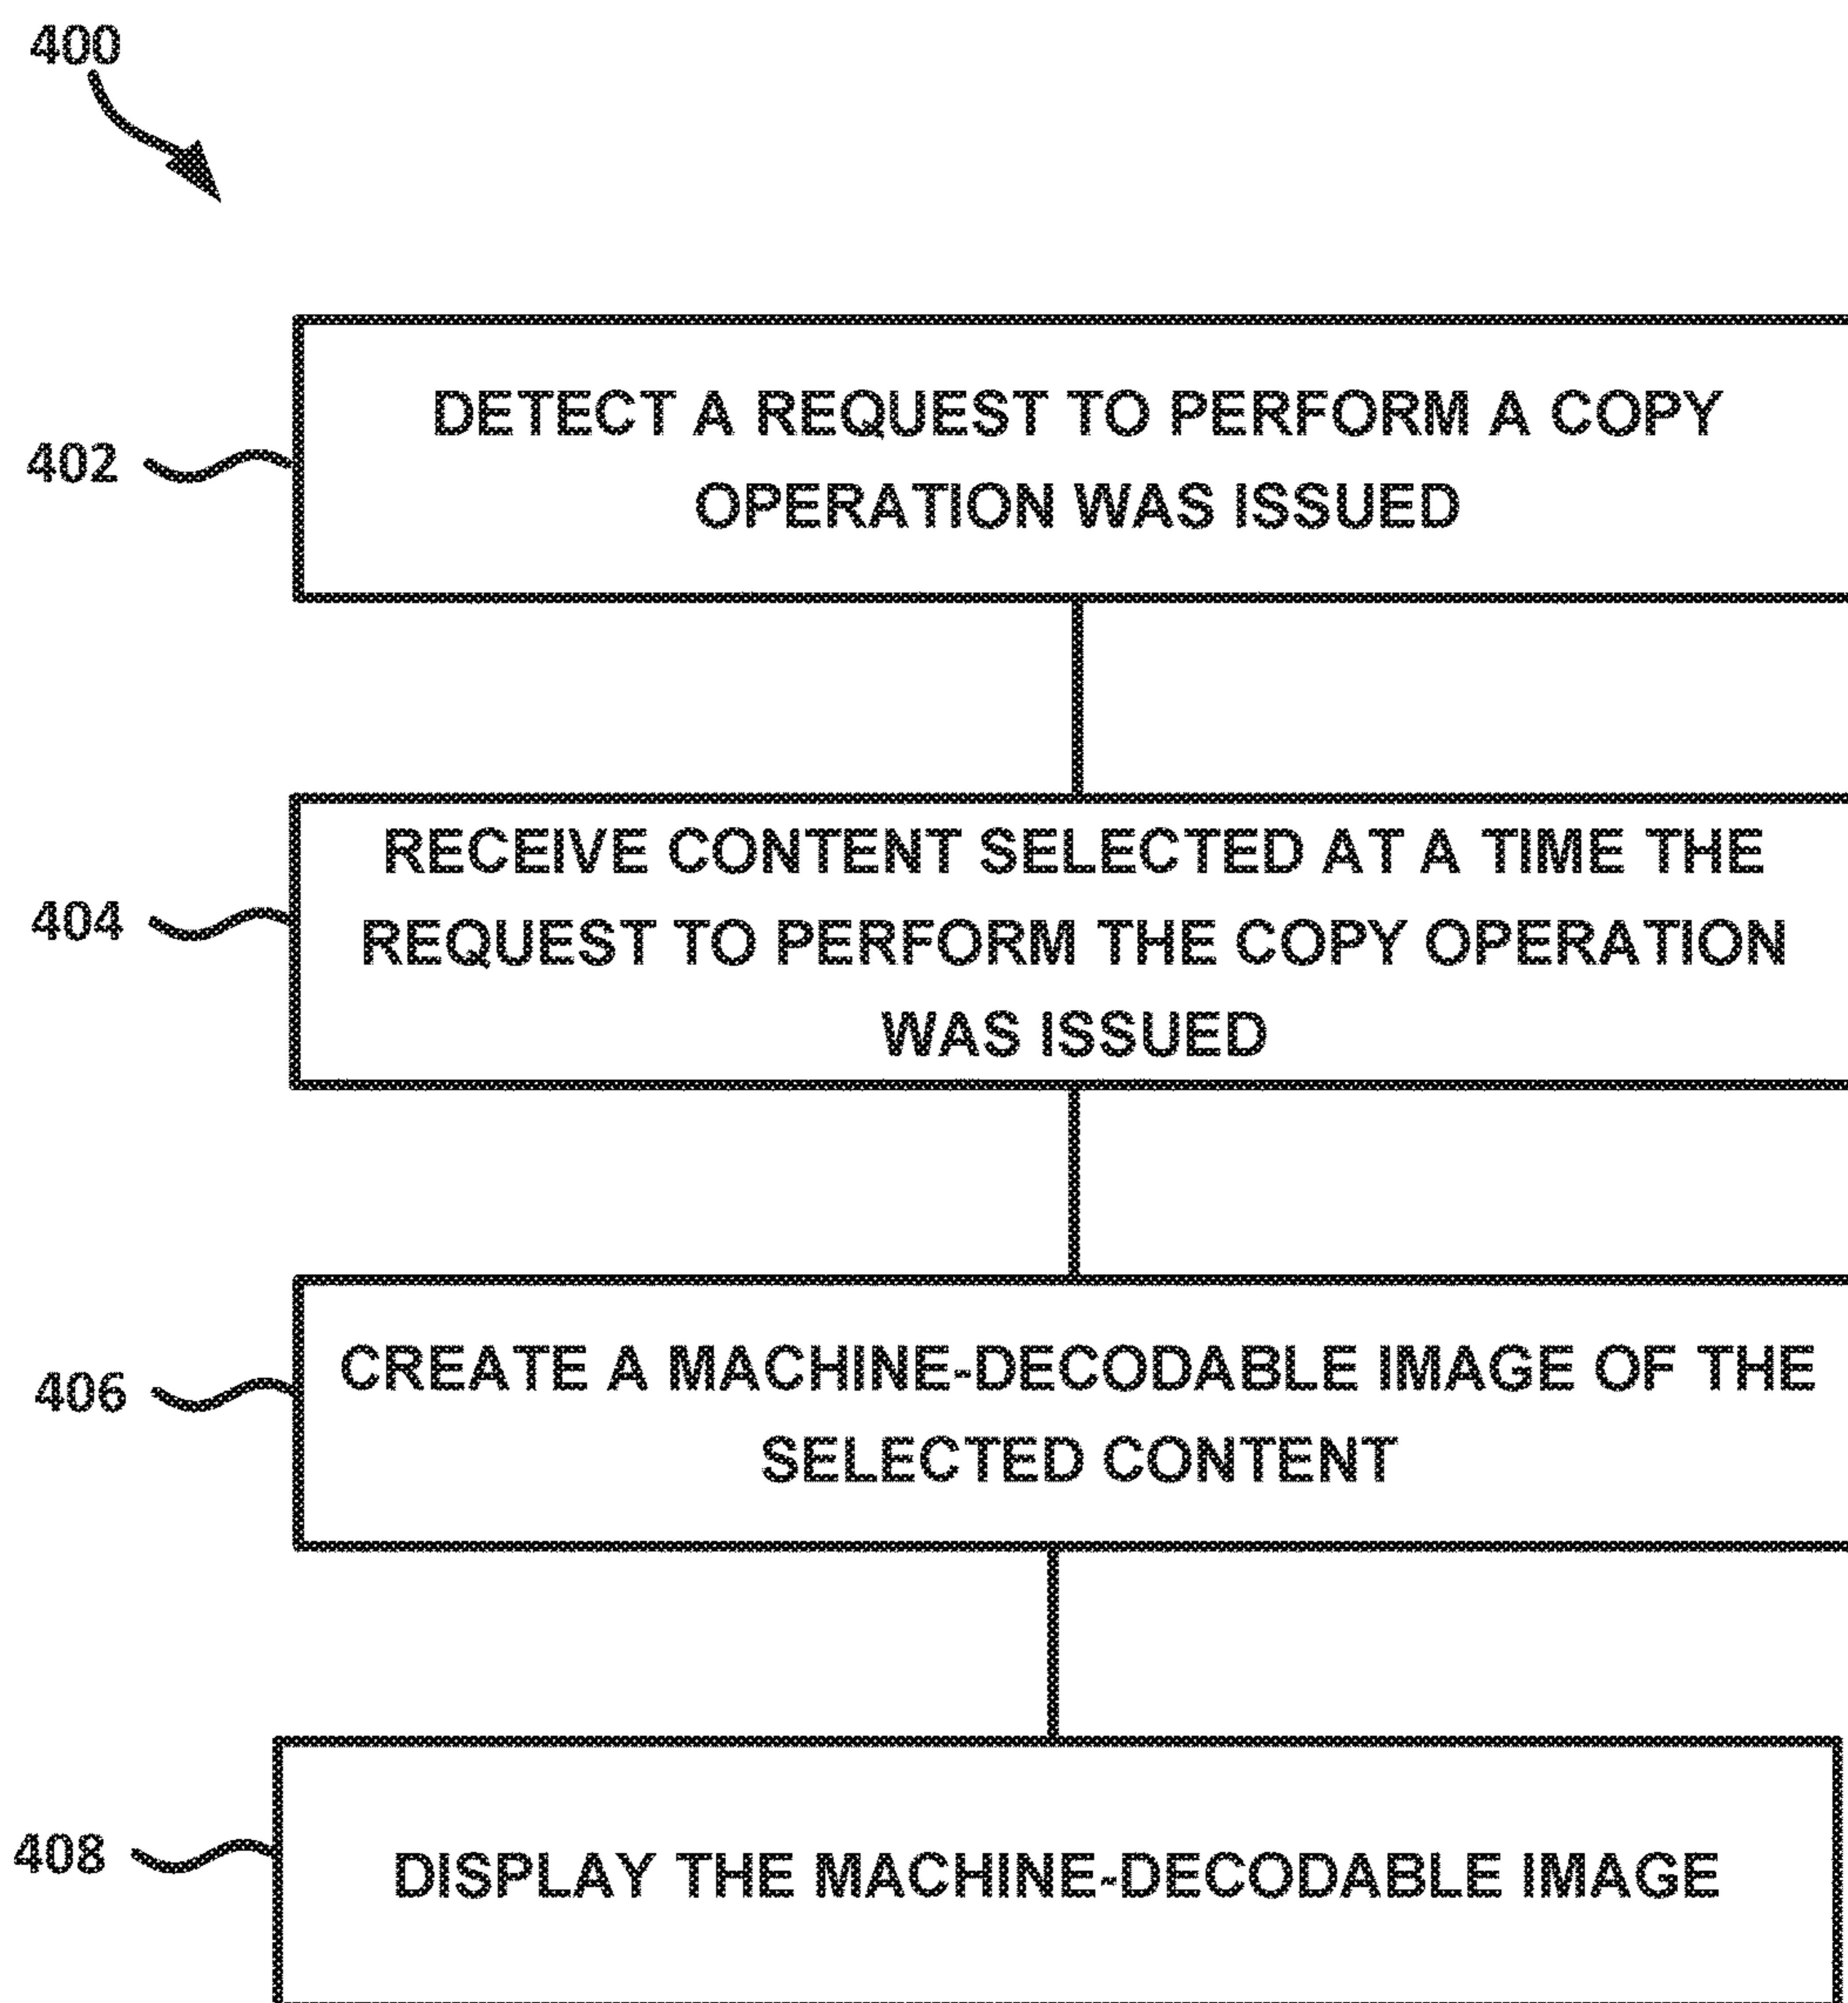 400
402
DETECT A REQUEST TO PERFORM A COPY
OPERATION WAS ISSUED
404
RECEIVE CONTENT SELECTED AT A TIME THE
REQUEST TO PERFORM THE COPY OPERATION
WAS ISSUED
406
CREATE A MACHINE-DECODABLE IMAGE OF THE
SELECTED CONTENT
408
DISPLAY THE MACHINE-DECODABLE IMAGE